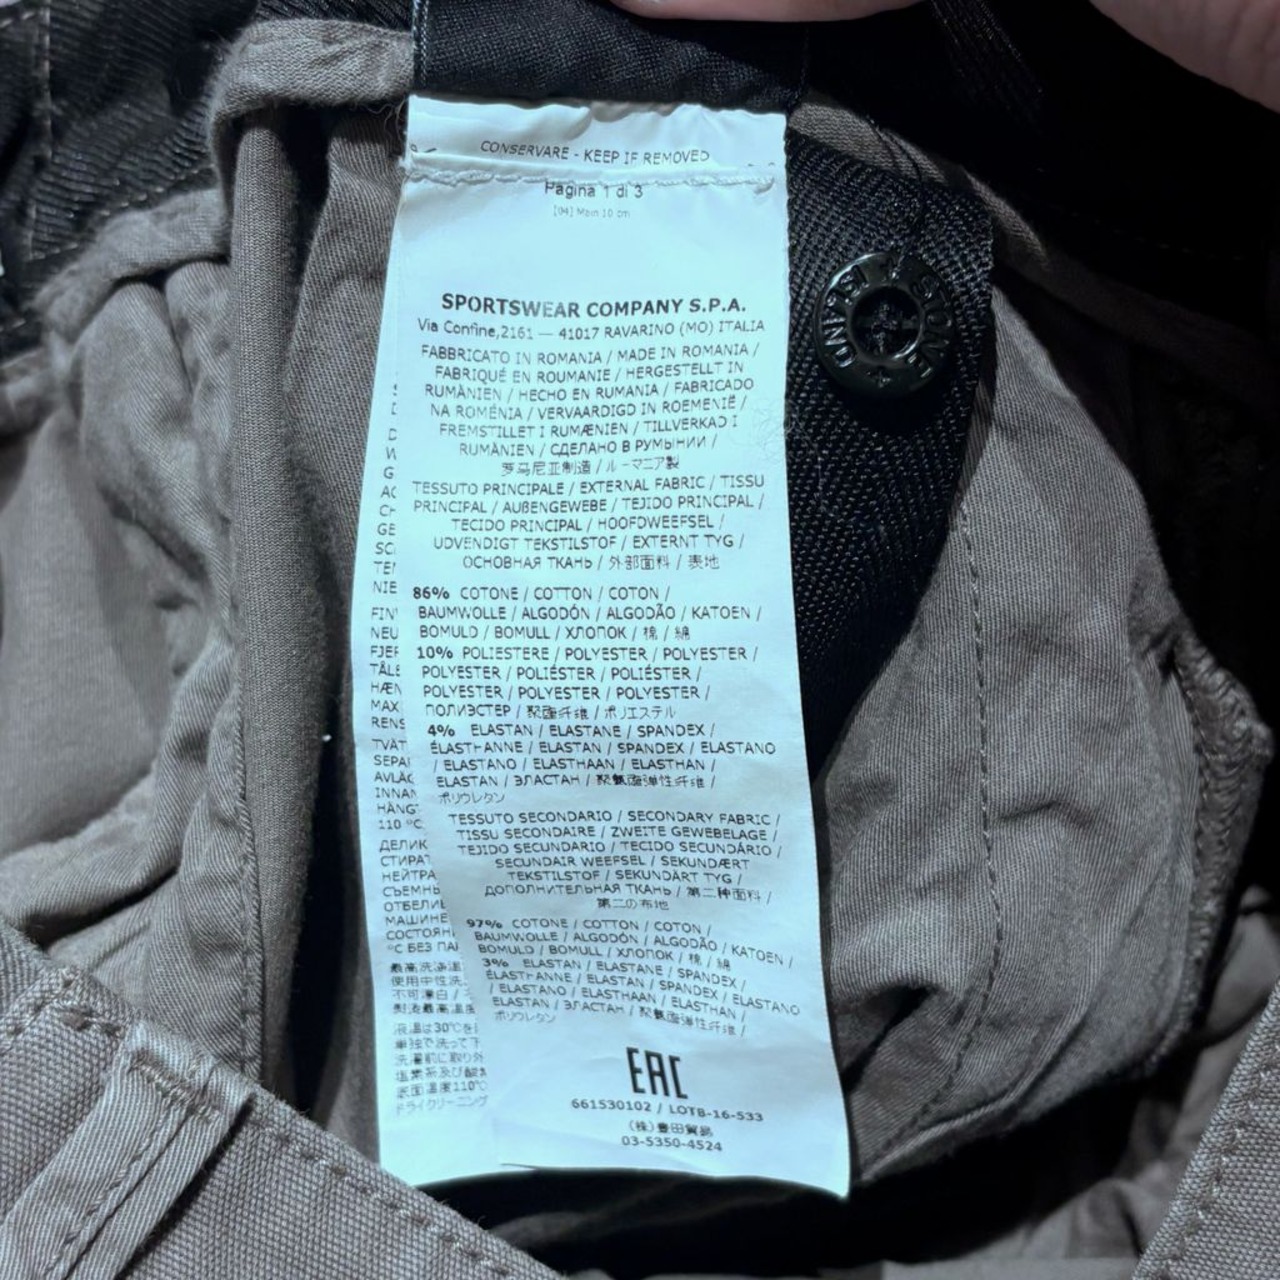 CONSERVARE - KEEP IF REMOVED
Pagina 1 di 3
[04] Main 10 cm
SPORTSWEAR COMPANY S.P.A.
Via Confine,2161 — 41017 RAVARINO (MO) ITALIA
FABBRICATO IN ROMANIA / MADE IN ROMANIA /
FABRIQUÉ EN ROUMANIE / HERGESTELLT IN
RUMÄNIEN / HECHO EN RUMANIA / FABRICADO
NA ROMÉNIA / VERVAARDIGD IN ROEMENIË /
FREMSTILLET I RUMÆNIEN / TILLVERKAD I
RUMÄNIEN / СДЕЛАНО В РУМЫНИИ /
罗马尼亚制造 / ルーマニア製
TESSUTO PRINCIPALE / EXTERNAL FABRIC / TISSU
PRINCIPAL / AUßENGEWEBE / TEJIDO PRINCIPAL /
TECIDO PRINCIPAL / HOOFDWEEFSEL /
UDVENDIGT TEKSTILSTOF / EXTERNT TYG /
ОСНОВНАЯ ТКАНЬ / 外部面料 / 表地
86% COTONE / COTTON / COTON /
BAUMWOLLE / ALGODÓN / ALGODÃO / KATOEN /
BOMULD / BOMULL / ХЛОПОК / 棉 / 綿
10% POLIESTERE / POLYESTER / POLYESTER /
POLYESTER / POLIÉSTER / POLIÉSTER /
POLYESTER / POLYESTER / POLYESTER /
ПОЛИЭСТЕР / 聚酯纤维 / ポリエステル
4% ELASTAN / ELASTANE / SPANDEX /
ÉLASTHANNE / ELASTAN / SPANDEX / ELASTANO
/ ELASTANO / ELASTHAAN / ELASTHAN /
ELASTAN / ЭЛАСТАН / 聚氨酯弹性纤维 /
ポリウレタン
TESSUTO SECONDARIO / SECONDARY FABRIC /
TISSU SECONDAIRE / ZWEITE GEWEBELAGE /
TEJIDO SECUNDARIO / TECIDO SECUNDÁRIO /
SECUNDAIR WEEFSEL / SEKUNDÆRT
TEKSTILSTOF / SEKUNDÄRT TYG /
ДОПОЛНИТЕЛЬНАЯ ТКАНЬ / 第二种面料 /
第二の布地
97% COTONE / COTTON / COTON /
BAUMWOLLE / ALGODÓN / ALGODÃO / KATOEN /
BOMULD / BOMULL / ХЛОПОК / 棉 / 綿
3% ELASTAN / ELASTANE / SPANDEX /
ÉLASTHANNE / ELASTAN / SPANDEX / ELASTANO
/ ELASTANO / ELASTHAAN / ELASTHAN /
ELASTAN / ЭЛАСТАН / 聚氨酯弹性纤维 /
ポリウレタン
EAC
661530102 / LOTB-16-533
(株)豊田貿易
03-5350-4524
STONE ISLAND